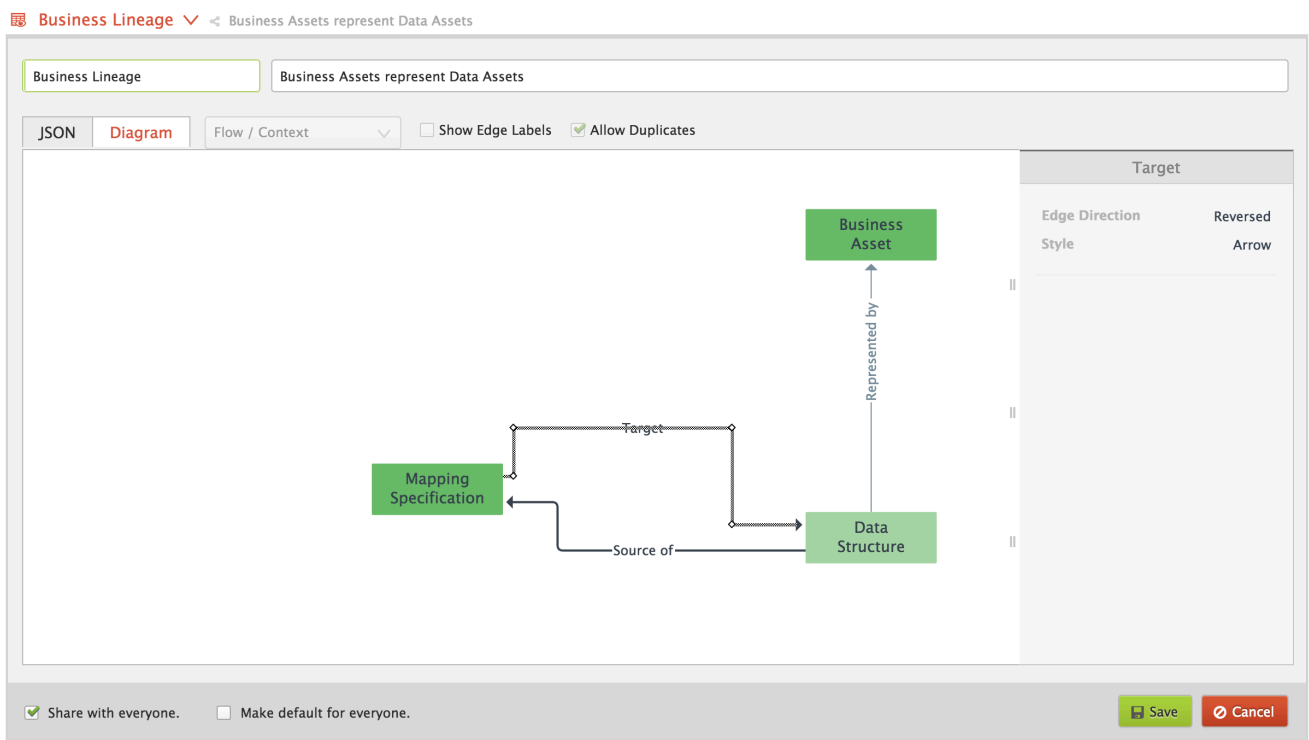 Business Lineage
Business Assets represent Data Assets
Business Lineage
Business Assets represent Data Assets
JSON
Diagram
Flow / Context
Show Edge Labels
Allow Duplicates
Target
Edge Direction
Reversed
Style
Arrow
Business
Asset
Represented by
Target
Mapping
Specification
Data
Structure
Source of
Share with everyone.
Make default for everyone.
Save
Cancel